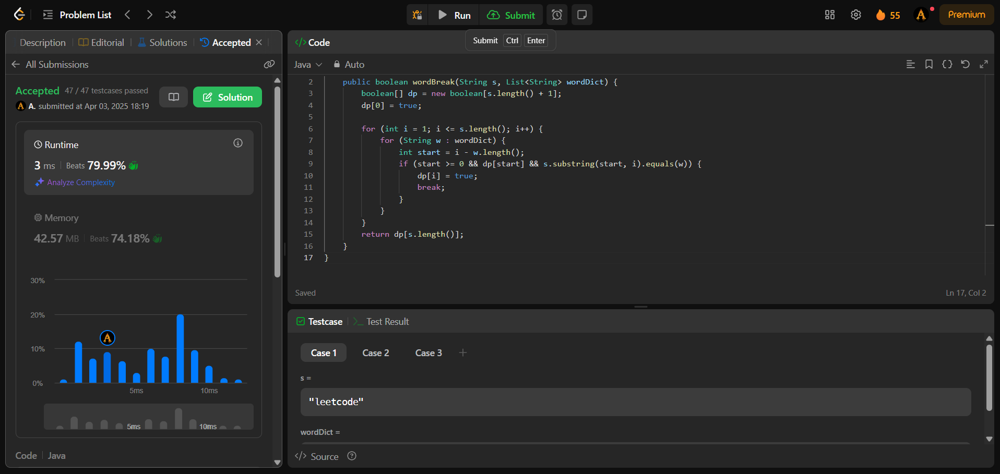 Problem List
Run
Submit
55
Premium
Description
Editorial
Solutions
Accepted
All Submissions
Accepted 47 / 47 testcases passed
A. submitted at Apr 03, 2025 18:19
Solution
Runtime
3 ms Beats 79.99%
Analyze Complexity
Memory
42.57 MB Beats 74.18%
30%
20%
10%
0%
5ms 10ms
5ms 10ms
Code Java
</> Code
Submit Ctrl Enter
Java Auto
2 public boolean wordBreak(String s, List<String> wordDict) {
3 boolean[] dp = new boolean[s.length() + 1];
4 dp[0] = true;
5
6 for (int i = 1; i <= s.length(); i++) {
7 for (String w : wordDict) {
8 int start = i - w.length();
9 if (start >= 0 && dp[start] && s.substring(start, i).equals(w)) {
10 dp[i] = true;
11 break;
12 }
13 }
14 }
15 return dp[s.length()];
16 }
17 }
Saved Ln 17, Col 2
Testcase Test Result
Case 1 Case 2 Case 3 +
s =
"leetcode"
wordDict =
</> Source